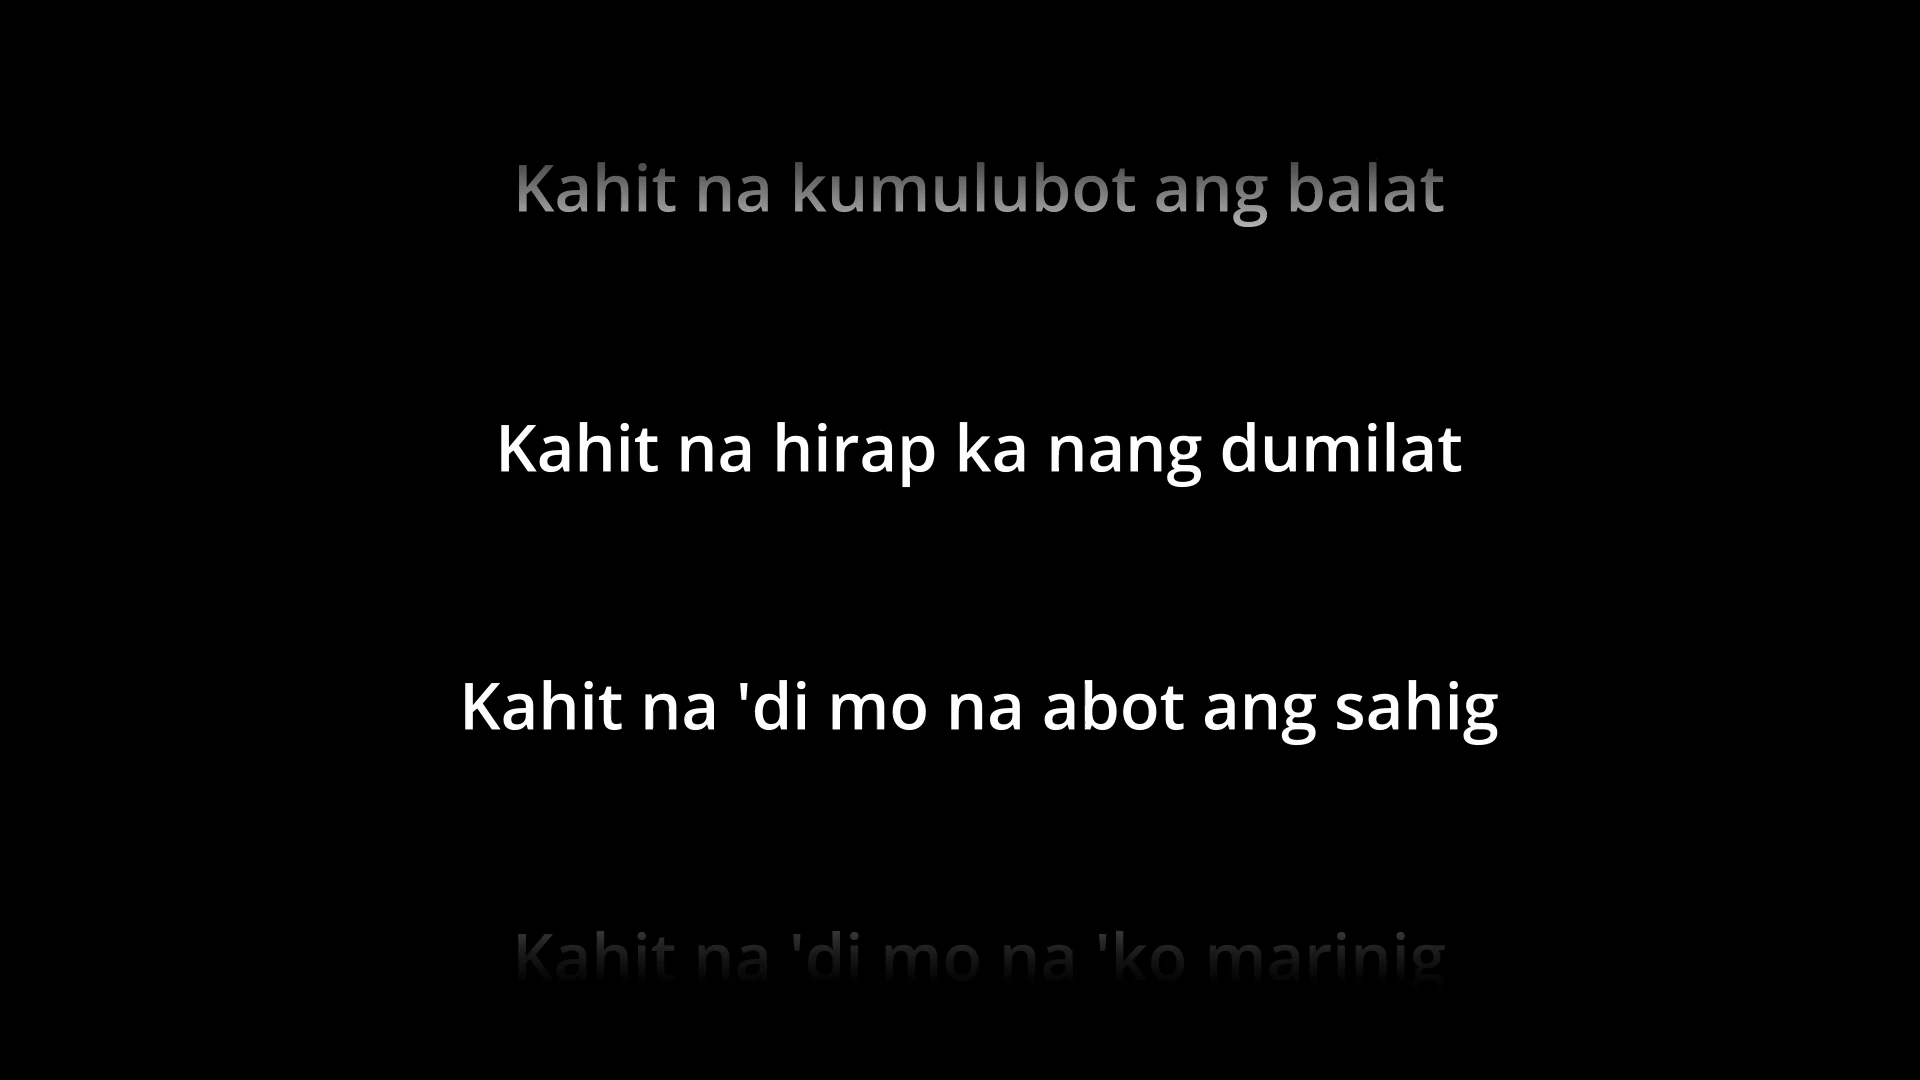 Kahit na kumulubot ang balat
Kahit na hirap ka nang dumilat
Kahit na 'di mo na abot ang sahig
Kahit na 'di mo na 'ko marinig